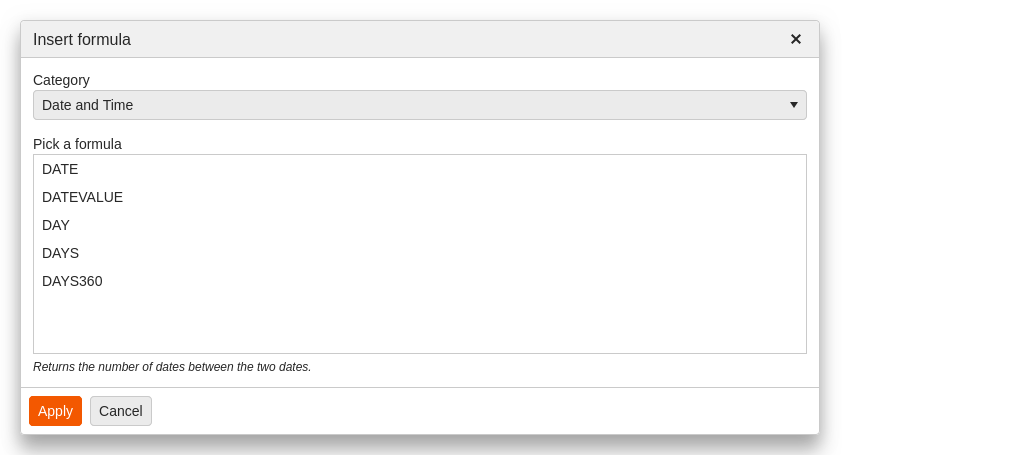 Insert formula
Category
Date and Time
Pick a formula
DATE
DATEVALUE
DAY
DAYS
DAYS360
Returns the number of dates between the two dates.
Apply Cancel